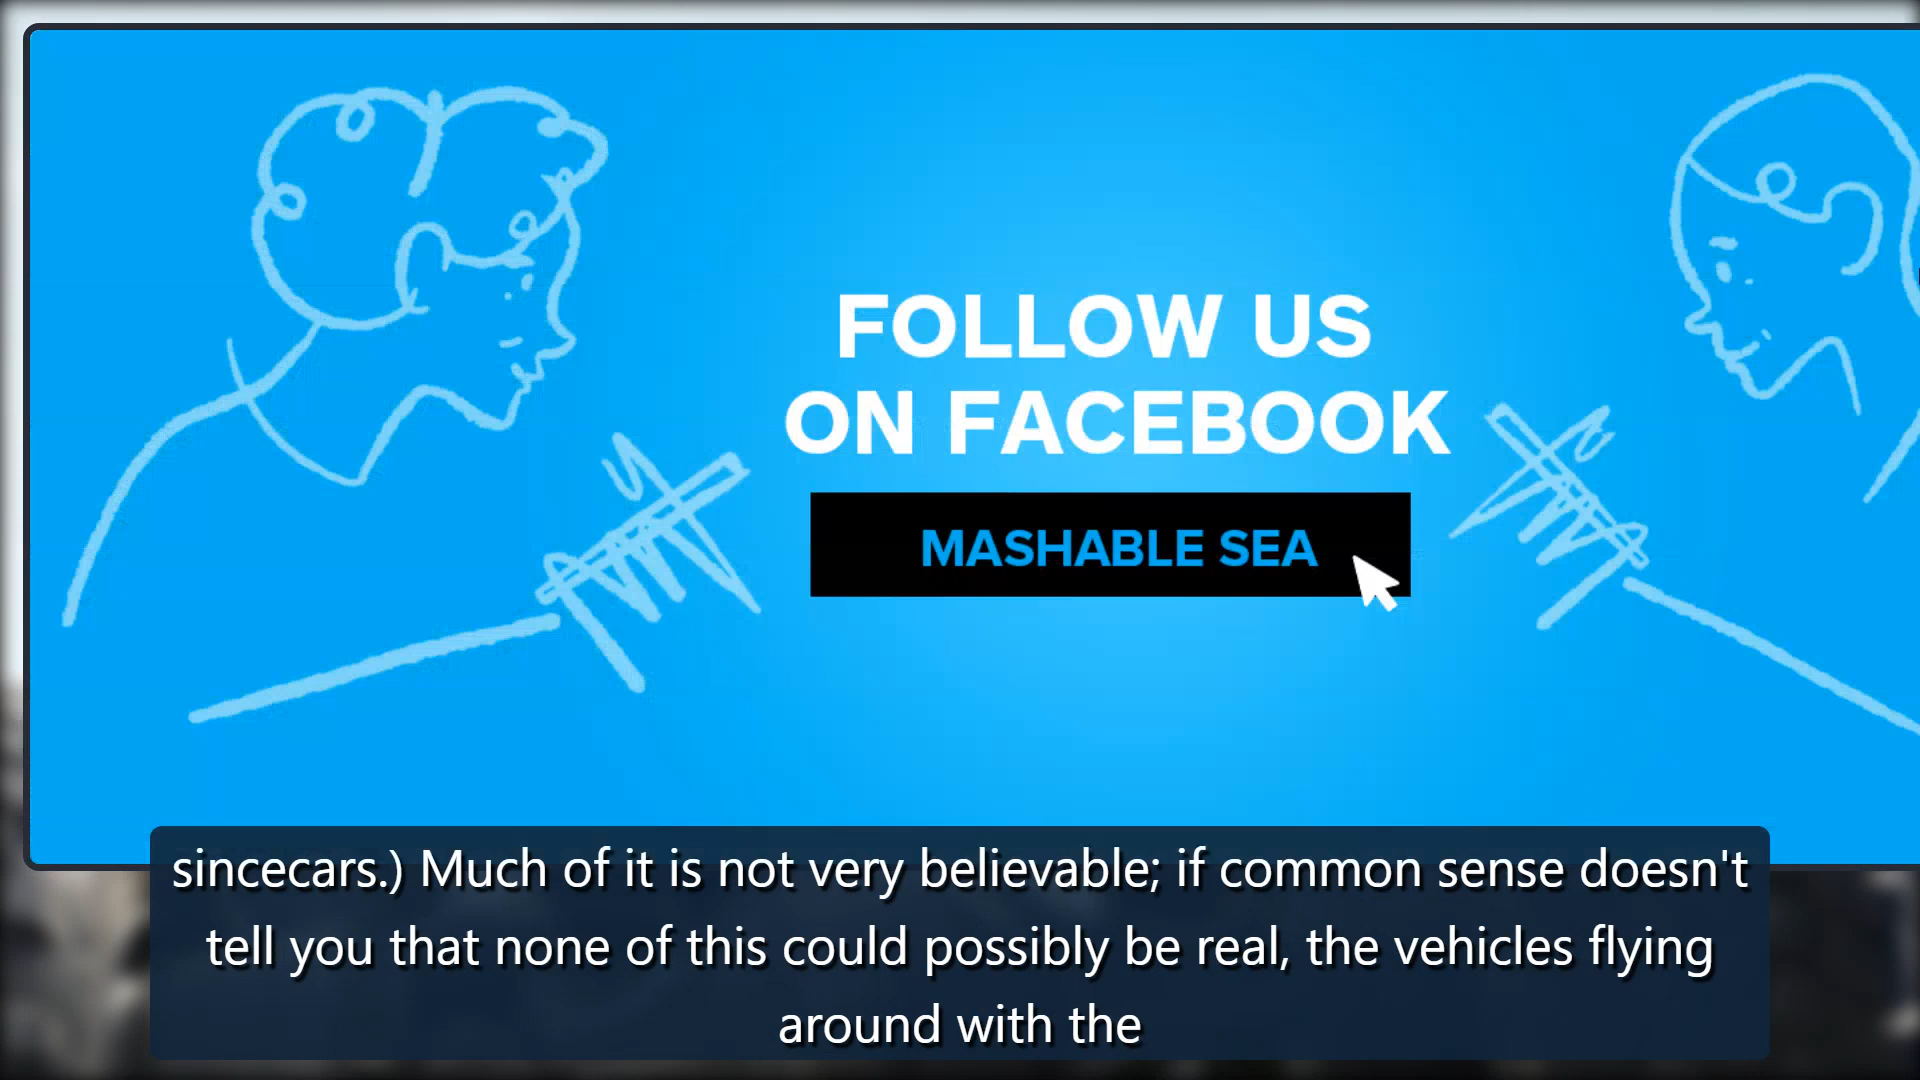 FOLLOW US
ON FACEBOOK
MASHABLE SEA
sincecars.) Much of it is not very believable; if common sense doesn't
tell you that none of this could possibly be real, the vehicles flying
around with the